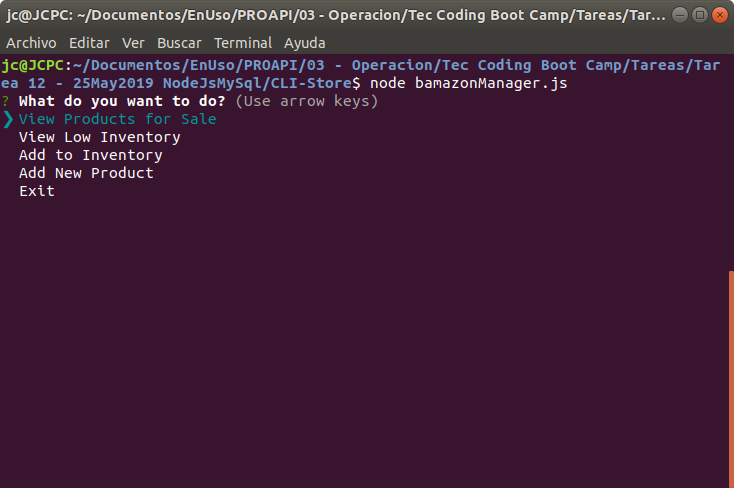 jc@JCPC: ~/Documentos/EnUso/PROAPI/03 - Operacion/Tec Coding Boot Camp/Tareas/Tar...
Archivo Editar Ver Buscar Terminal Ayuda
jc@JCPC:~/Documentos/EnUso/PROAPI/03 - Operacion/Tec Coding Boot Camp/Tareas/Tar
ea 12 - 25May2019 NodeJsMySql/CLI-Store$ node bamazonManager.js
? What do you want to do? (Use arrow keys)
❯ View Products for Sale
View Low Inventory
Add to Inventory
Add New Product
Exit